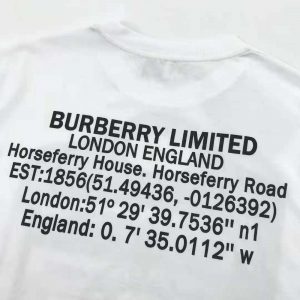 BURBERRY LIMITED
LONDON ENGLAND
Horseferry House. Horseferry Road
EST:1856(51.49436, -0126392)
London:51° 29' 39.7536" n1
England: 0. 7' 35.0112" w